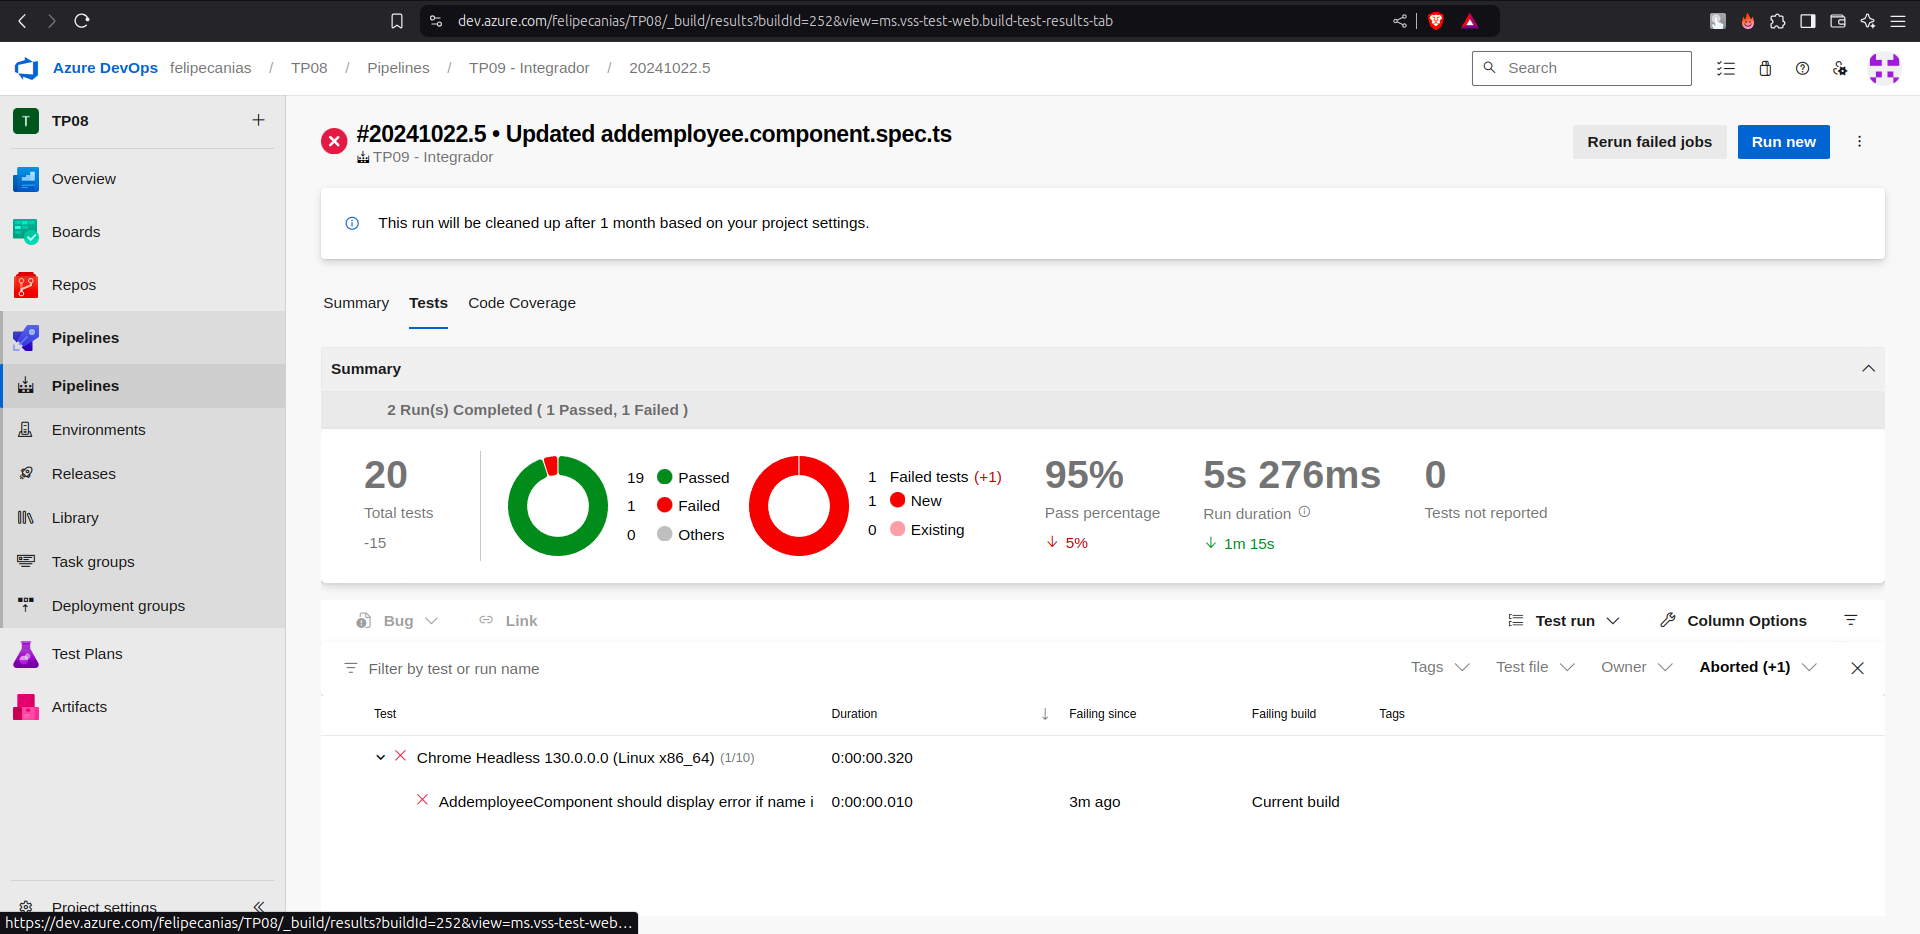 dev.azure.com/felipecanias/TP08/_build/results?buildId=252&view=ms.vss-test-web.build-test-results-tab
Azure DevOps felipecanias / TP08 / Pipelines / TP09 - Integrador / 20241022.5
Search
T TP08
Overview
Boards
Repos
Pipelines
Pipelines
Environments
Releases
Library
Task groups
Deployment groups
Test Plans
Artifacts
Project settings
https://dev.azure.com/felipecanias/TP08/_build/results?buildId=252&view=ms.vss-test-web...
#20241022.5 • Updated addemployee.component.spec.ts
TP09 - Integrador
Rerun failed jobs
Run new
This run will be cleaned up after 1 month based on your project settings.
Summary Tests Code Coverage
Summary
2 Run(s) Completed ( 1 Passed, 1 Failed )
20
Total tests
-15
19 Passed
1 Failed
0 Others
1 Failed tests (+1)
1 New
0 Existing
95%
Pass percentage
5%
5s 276ms
Run duration
1m 15s
0
Tests not reported
Bug Link Test run Column Options
Filter by test or run name Tags Test file Owner Aborted (+1)
Test Duration Failing since Failing build Tags
Chrome Headless 130.0.0.0 (Linux x86_64) (1/10) 0:00:00.320
AddemployeeComponent should display error if name i 0:00:00.010 3m ago Current build